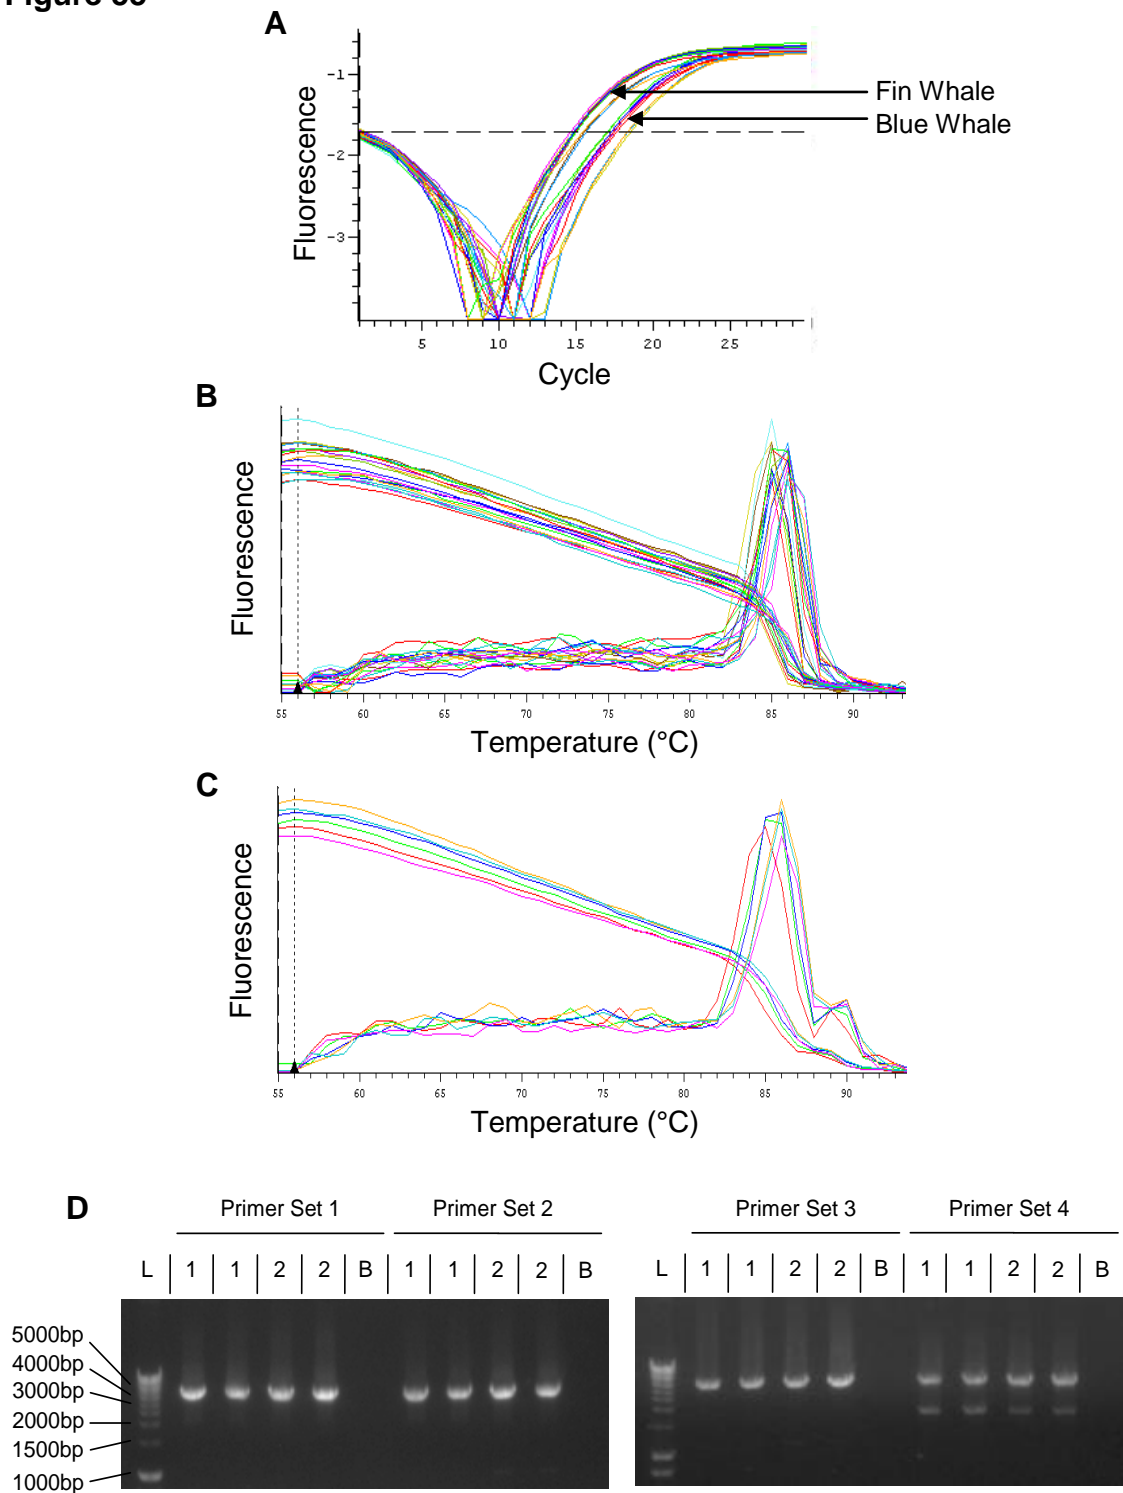 A
Fluorescence
-1
-2
-3
Fin Whale
Blue Whale
5 10 15 20 25
Cycle
B
Fluorescence
55 60 65 70 75 80 85 90
Temperature (°C)
C
Fluorescence
55 60 65 70 75 80 85 90
Temperature (°C)
D
Primer Set 1 Primer Set 2 Primer Set 3 Primer Set 4
L 1 1 2 2 B 1 1 2 2 B L 1 1 2 2 B 1 1 2 2 B
5000bp
4000bp
3000bp
2000bp
1500bp
1000bp